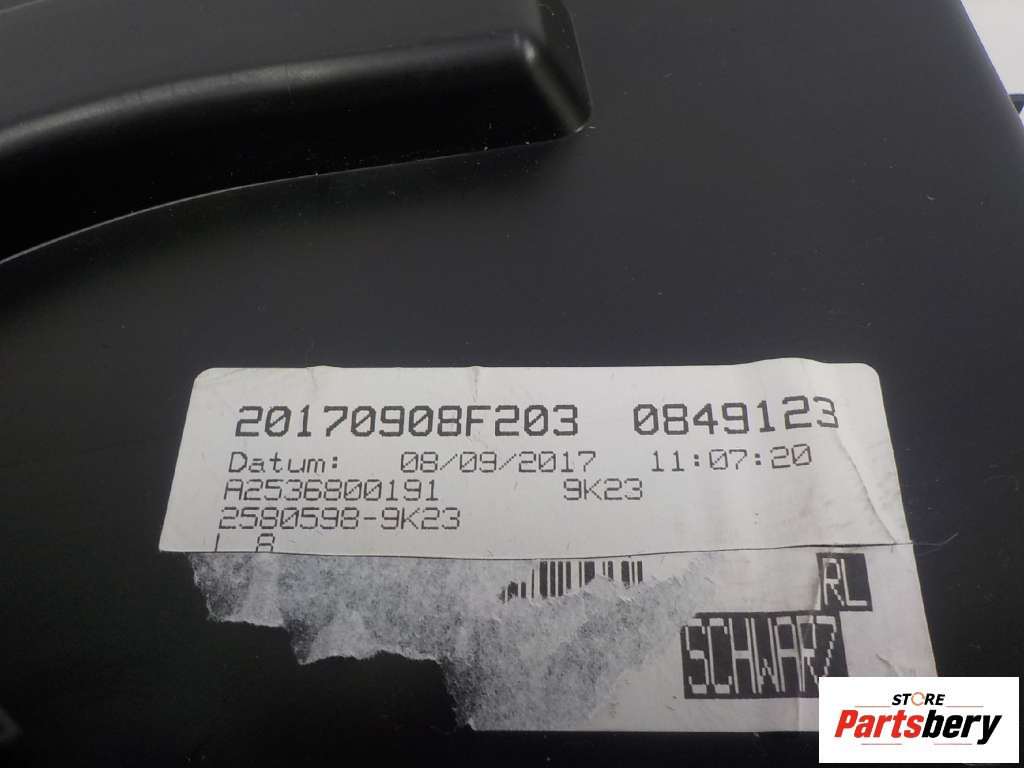 20170908F203 0849123
Datum: 08/09/2017 11:07:20
A2536800191 9K23
2580598-9K23
RL
SCHWARZ
STORE
Partsbery